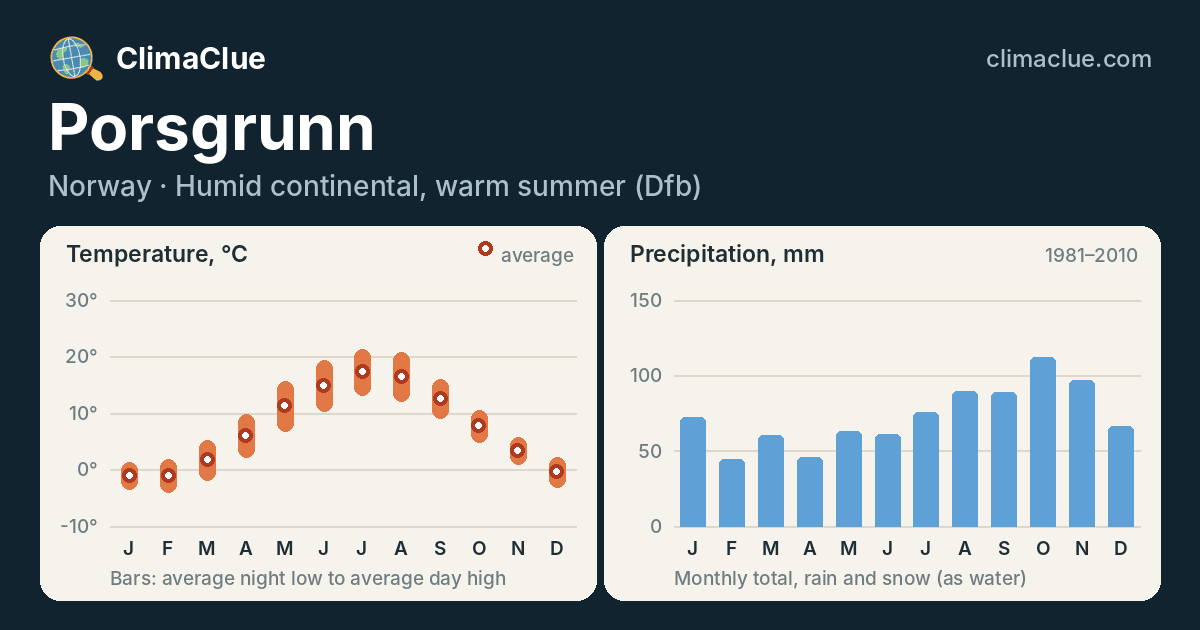 ClimaClue
climaclue.com
Porsgrunn
Norway · Humid continental, warm summer (Dfb)
Temperature, °C
average
30°
20°
10°
0°
-10°
J F M A M J J A S O N D
Bars: average night low to average day high
Precipitation, mm
1981–2010
150
100
50
0
J F M A M J J A S O N D
Monthly total, rain and snow (as water)